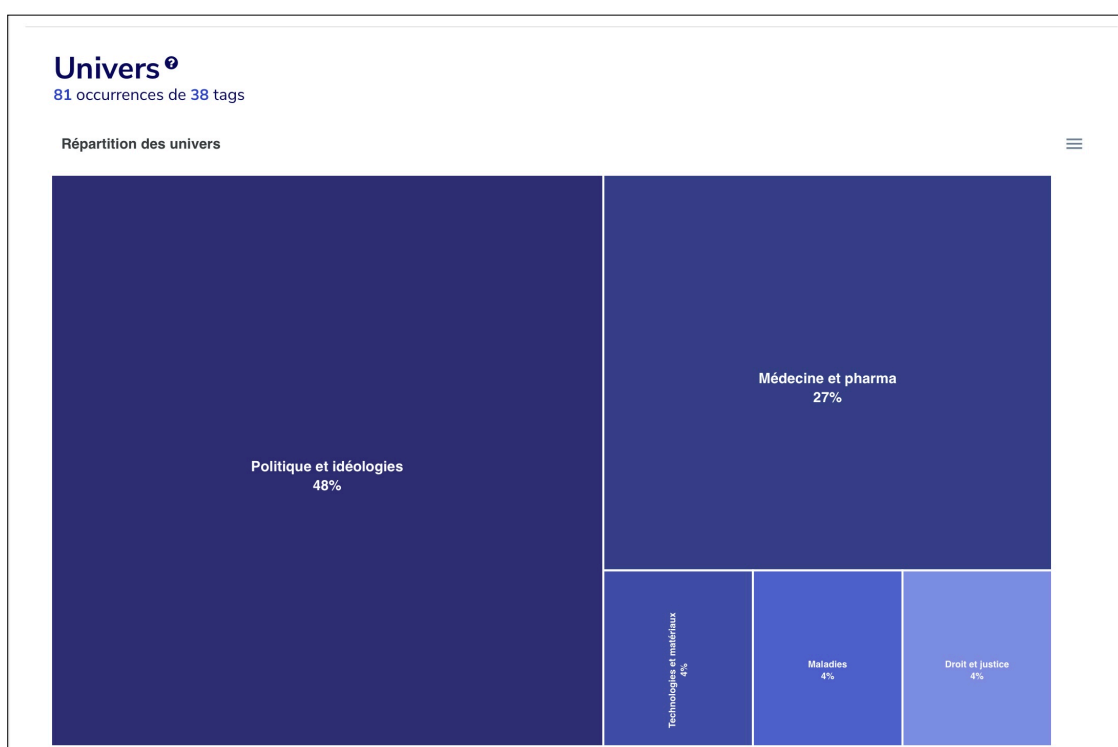 Univers ?
81 occurrences de 38 tags
Répartition des univers
Politique et idéologies
48%
Médecine et pharma
27%
Technologies et matériaux
4%
Maladies
4%
Droit et justice
4%